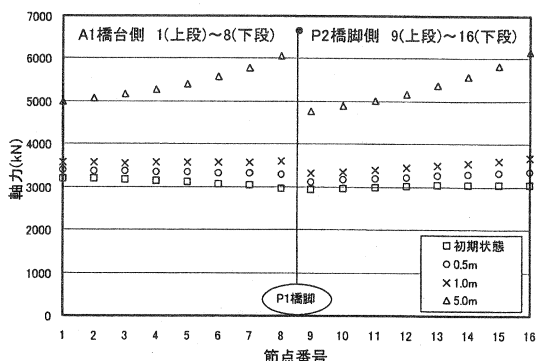 7000
6000
5000
4000
3000
2000
1000
0
軸力(kN)
A1橋台側 1(上段)～8(下段)
P2橋脚側 9(上段)～16(下段)
P1橋脚
□初期状態
○0.5m
×1.0m
△5.0m
1 2 3 4 5 6 7 8 9 10 11 12 13 14 15 16
節点番号